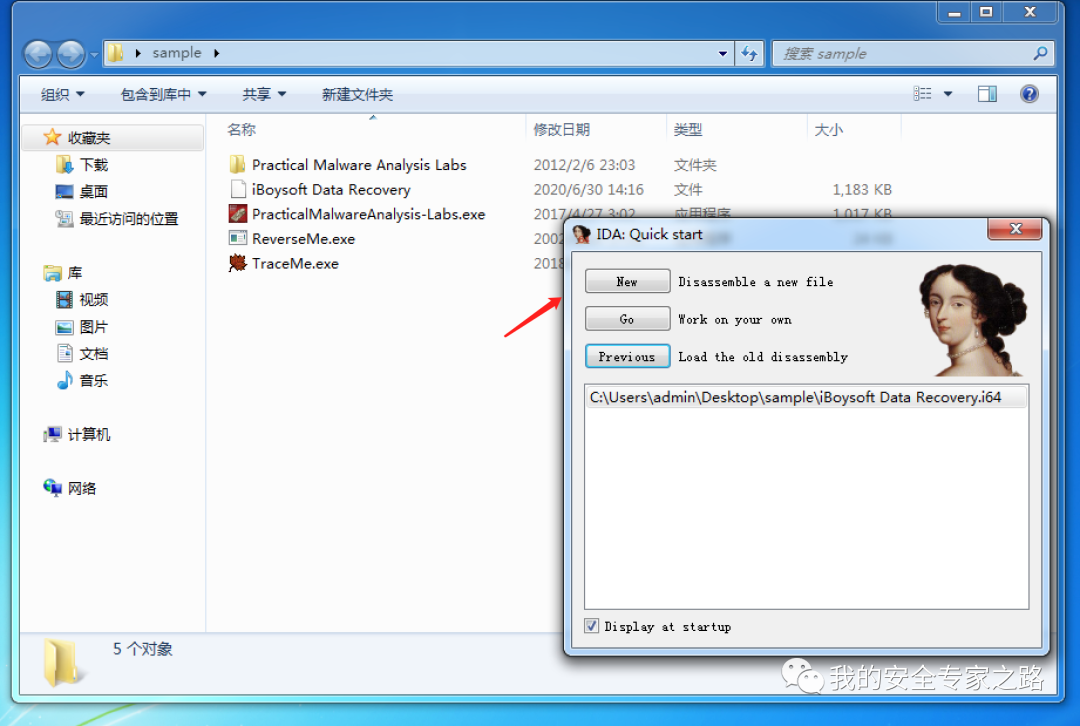 sample
搜索 sample
组织
包含到库中
共享
新建文件夹
名称
修改日期
类型
大小
收藏夹
下载
桌面
最近访问的位置
库
视频
图片
文档
音乐
计算机
网络
Practical Malware Analysis Labs 2012/2/6 23:03 文件夹
iBoysoft Data Recovery 2020/6/30 14:16 文件 1,183 KB
PracticalMalwareAnalysis-Labs.exe 2017/4/27 3:02 应用程序 1,017 KB
ReverseMe.exe 2002
TraceMe.exe 2018
IDA: Quick start
New Disassemble a new file
Go Work on your own
Previous Load the old disassembly
C:\Users\admin\Desktop\sample\iBoysoft Data Recovery.i64
Display at startup
5 个对象
我的安全专家之路